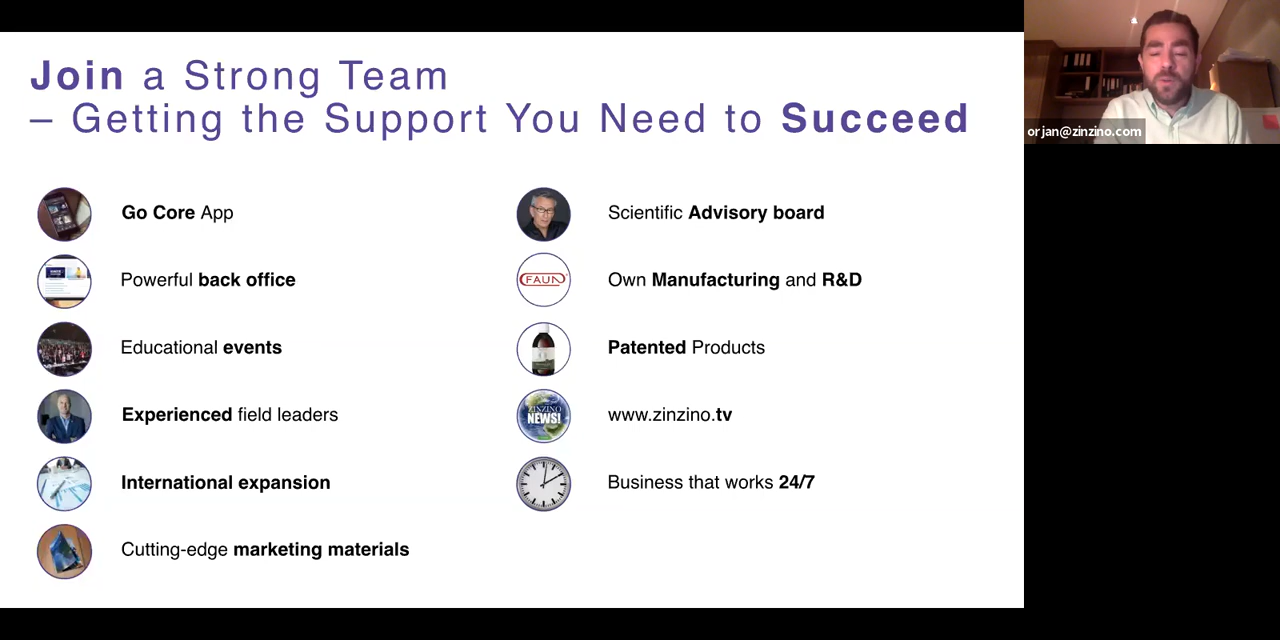 Join a Strong Team
– Getting the Support You Need to Succeed
orjan@zinzino.com
Go Core App
Powerful back office
Educational events
Experienced field leaders
International expansion
Cutting-edge marketing materials
Scientific Advisory board
FAUN
Own Manufacturing and R&D
Patented Products
ZINZINO
NEWS!
www.zinzino.tv
Business that works 24/7